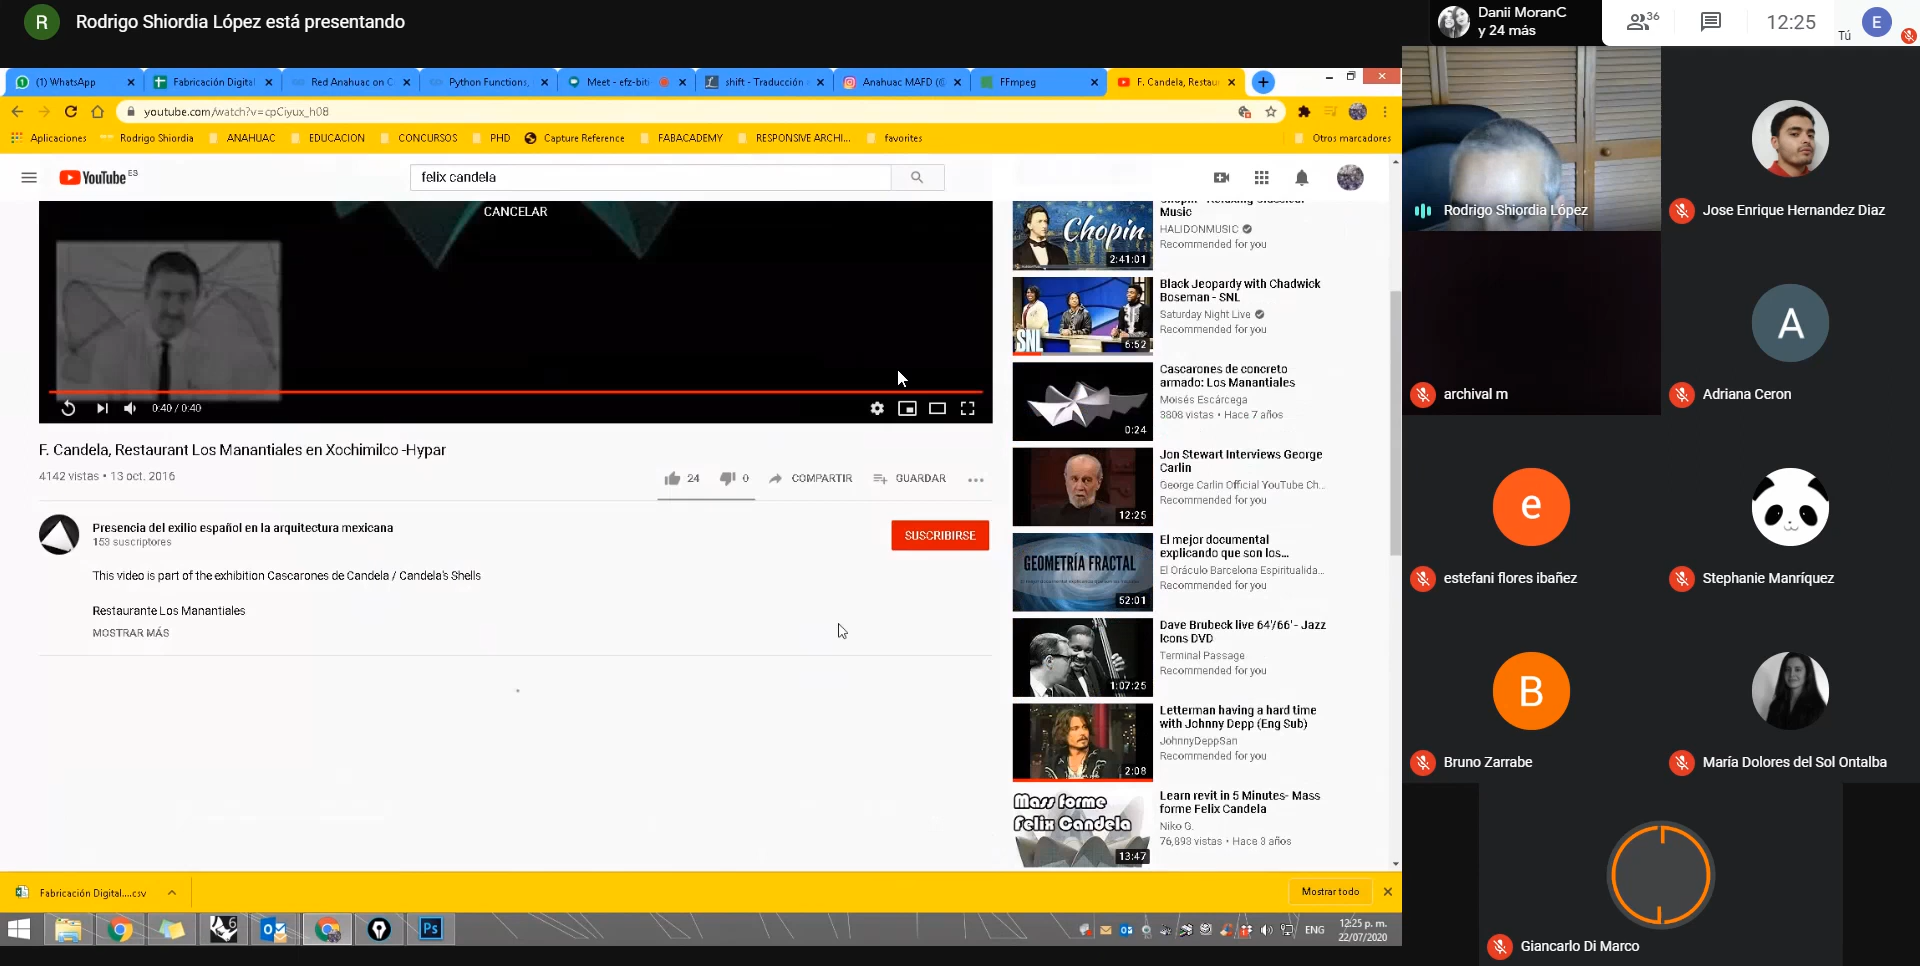 R
Rodrigo Shiordia López está presentando
Danii MoranC
y 24 más
36
12:25
Tú
E
(1) WhatsApp
Fabricación Digital
Red Anahuac on C
Python Functions,
Meet - efz-biti
shift - Traducción
Anahuac MAFD (@
FFmpeg
F. Candela, Restau
youtube.com/watch?v=cpCiyux_h08
Aplicaciones
Rodrigo Shiordia
ANAHUAC
EDUCACION
CONCURSOS
PHD
Capture Reference
FABACADEMY
RESPONSIVE ARCHI...
favorites
Otros marcadores
YouTube ES
felix candela
CANCELAR
0:40 / 0:40
F. Candela, Restaurant Los Manantiales en Xochimilco -Hypar
4142 vistas • 13 oct. 2016
24
0
COMPARTIR
GUARDAR
Presencia del exilio español en la arquitectura mexicana
153 suscriptores
SUSCRIBIRSE
This video is part of the exhibition Cascarones de Candela / Candela's Shells
Restaurante Los Manantiales
MOSTRAR MÁS
Chopin
2:41:01
Chopin - Relaxing Classical
Music
HALIDONMUSIC
Recommended for you
SNL
6:52
Black Jeopardy with Chadwick
Boseman - SNL
Saturday Night Live
Recommended for you
0:24
Cascarones de concreto
armado: Los Manantiales
Moisés Escárcega
3808 vistas • Hace 7 años
12:25
Jon Stewart Interviews George
Carlin
George Carlin Official YouTube Ch...
Recommended for you
GEOMETRÍA FRACTAL
52:01
El mejor documental
explicando que son los...
El Oráculo Barcelona Espiritualida...
Recommended for you
1:07:25
Dave Brubeck live 64'/66'- Jazz
Icons DVD
Terminal Passage
Recommended for you
2:08
Letterman having a hard time
with Johnny Depp (Eng Sub)
JohnnyDeppSan
Recommended for you
Mass forme
Felix Candela
13:47
Learn revit in 5 Minutes- Mass
forme Felix Candela
Niko G.
76,893 vistas • Hace 3 años
Fabricación Digital....csv
Mostrar todo
6
Ps
ENG
12:25 p. m.
22/07/2020
Rodrigo Shiordia López
Jose Enrique Hernandez Diaz
archival m
A
Adriana Ceron
e
estefani flores ibañez
Stephanie Manríquez
B
Bruno Zarrabe
María Dolores del Sol Ontalba
Giancarlo Di Marco